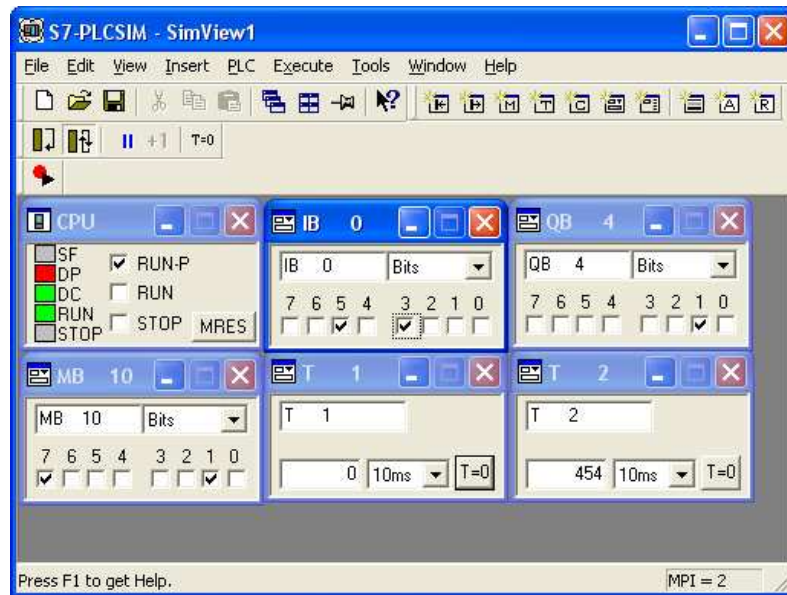 S7-PLCSIM - SimView1
File Edit View Insert PLC Execute Tools Window Help
+1 T=0
CPU
SF
DP
DC
RUN
STOP
RUN-P
RUN
STOP MRES
IB 0
IB 0 Bits
7 6 5 4 3 2 1 0
QB 4
QB 4 Bits
7 6 5 4 3 2 1 0
MB 10
MB 10 Bits
7 6 5 4 3 2 1 0
T 1
T 1
0 10ms T=0
T 2
T 2
454 10ms T=0
Press F1 to get Help. MPI = 2